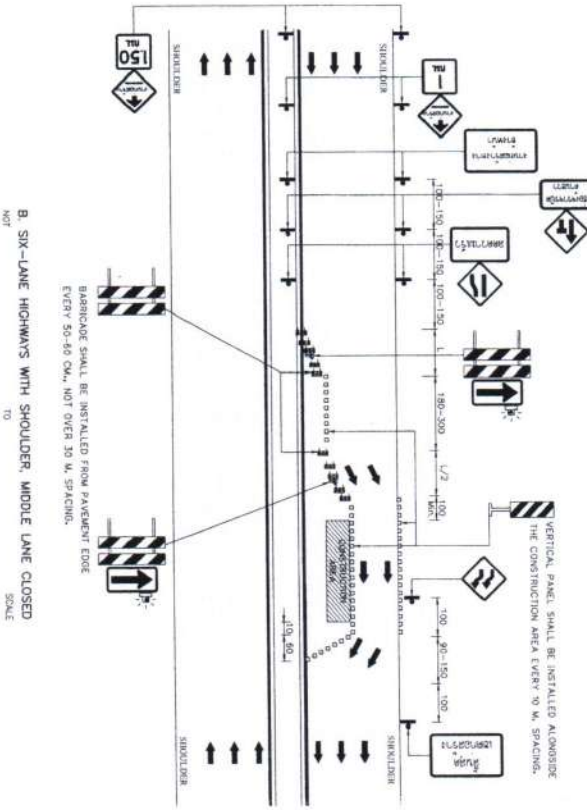 SHOULDER
SHOULDER
SHOULDER
SHOULDER
1.50
1
100-150
100-150
100-150
L
180-300
L/2
100
100
90-150
100
10
60
CONSTRUCTION
AREA
VERTICAL PANEL SHALL BE INSTALLED ALONGSIDE
THE CONSTRUCTION AREA EVERY 10 M. SPACING.
BARRICADE SHALL BE INSTALLED FROM PAVEMENT EDGE
EVERY 50-60 CM., NOT OVER 30 M. SPACING.
B. SIX-LANE HIGHWAYS WITH SHOULDER, MIDDLE LANE CLOSED
NOT TO SCALE